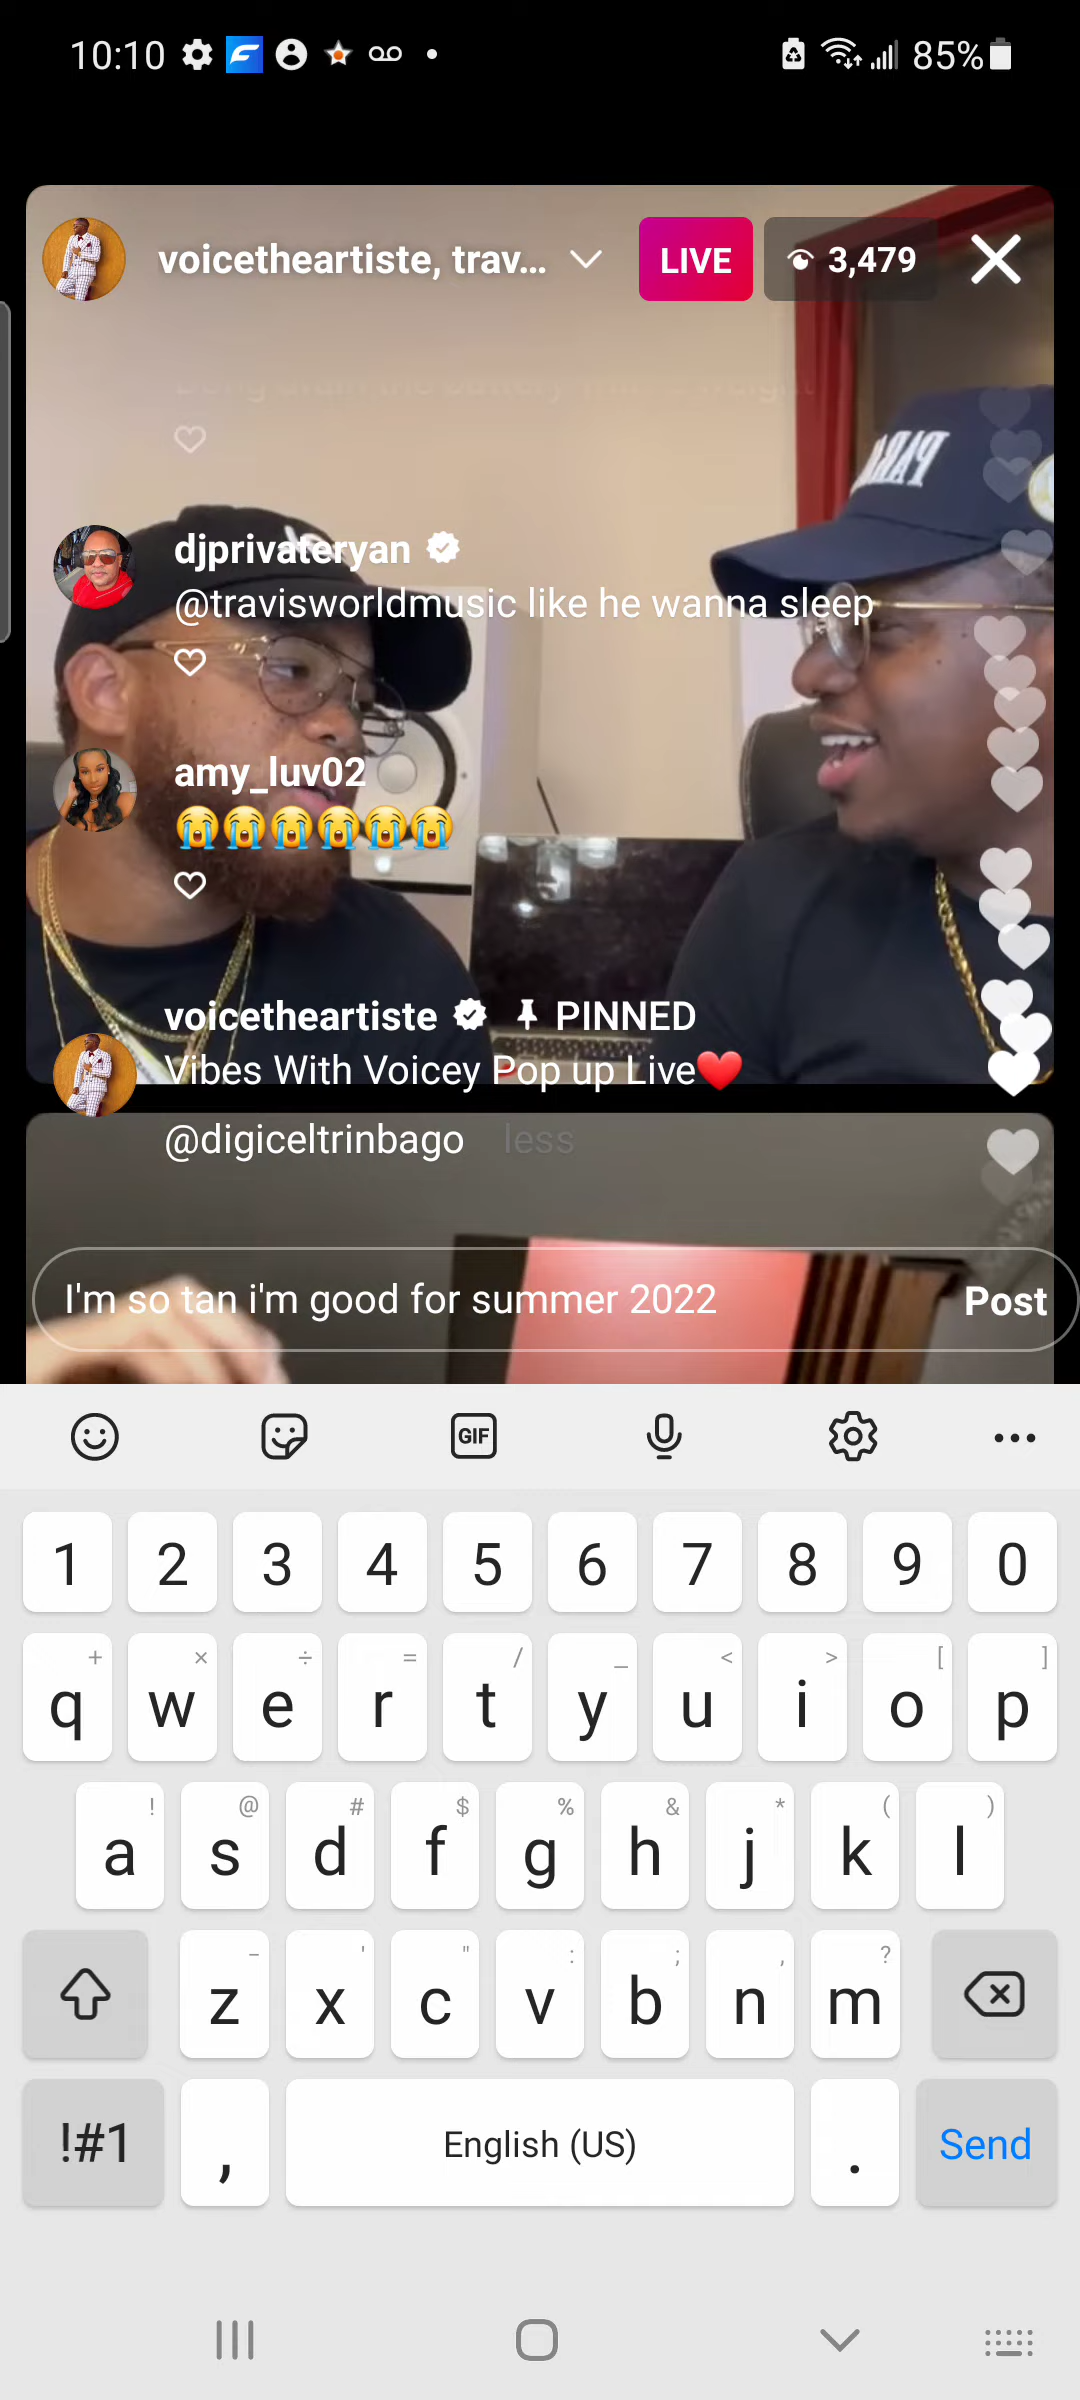 10:10
85%
voicetheartiste, trav...
LIVE
3,479
djprivateryan
@travisworldmusic like he wanna sleep
amy_luv02
😭😭😭😭😭😭
voicetheartiste PINNED
Vibes With Voicey Pop up Live❤️
@digiceltrinbago less
I'm so tan i'm good for summer 2022
Post
GIF
1 2 3 4 5 6 7 8 9 0
+ × ÷ = / _ < > [ ]
q w e r t y u i o p
! @ # $ % & * ( )
a s d f g h j k l
- ' " : ; , ?
z x c v b n m
!#1 , English (US) . Send